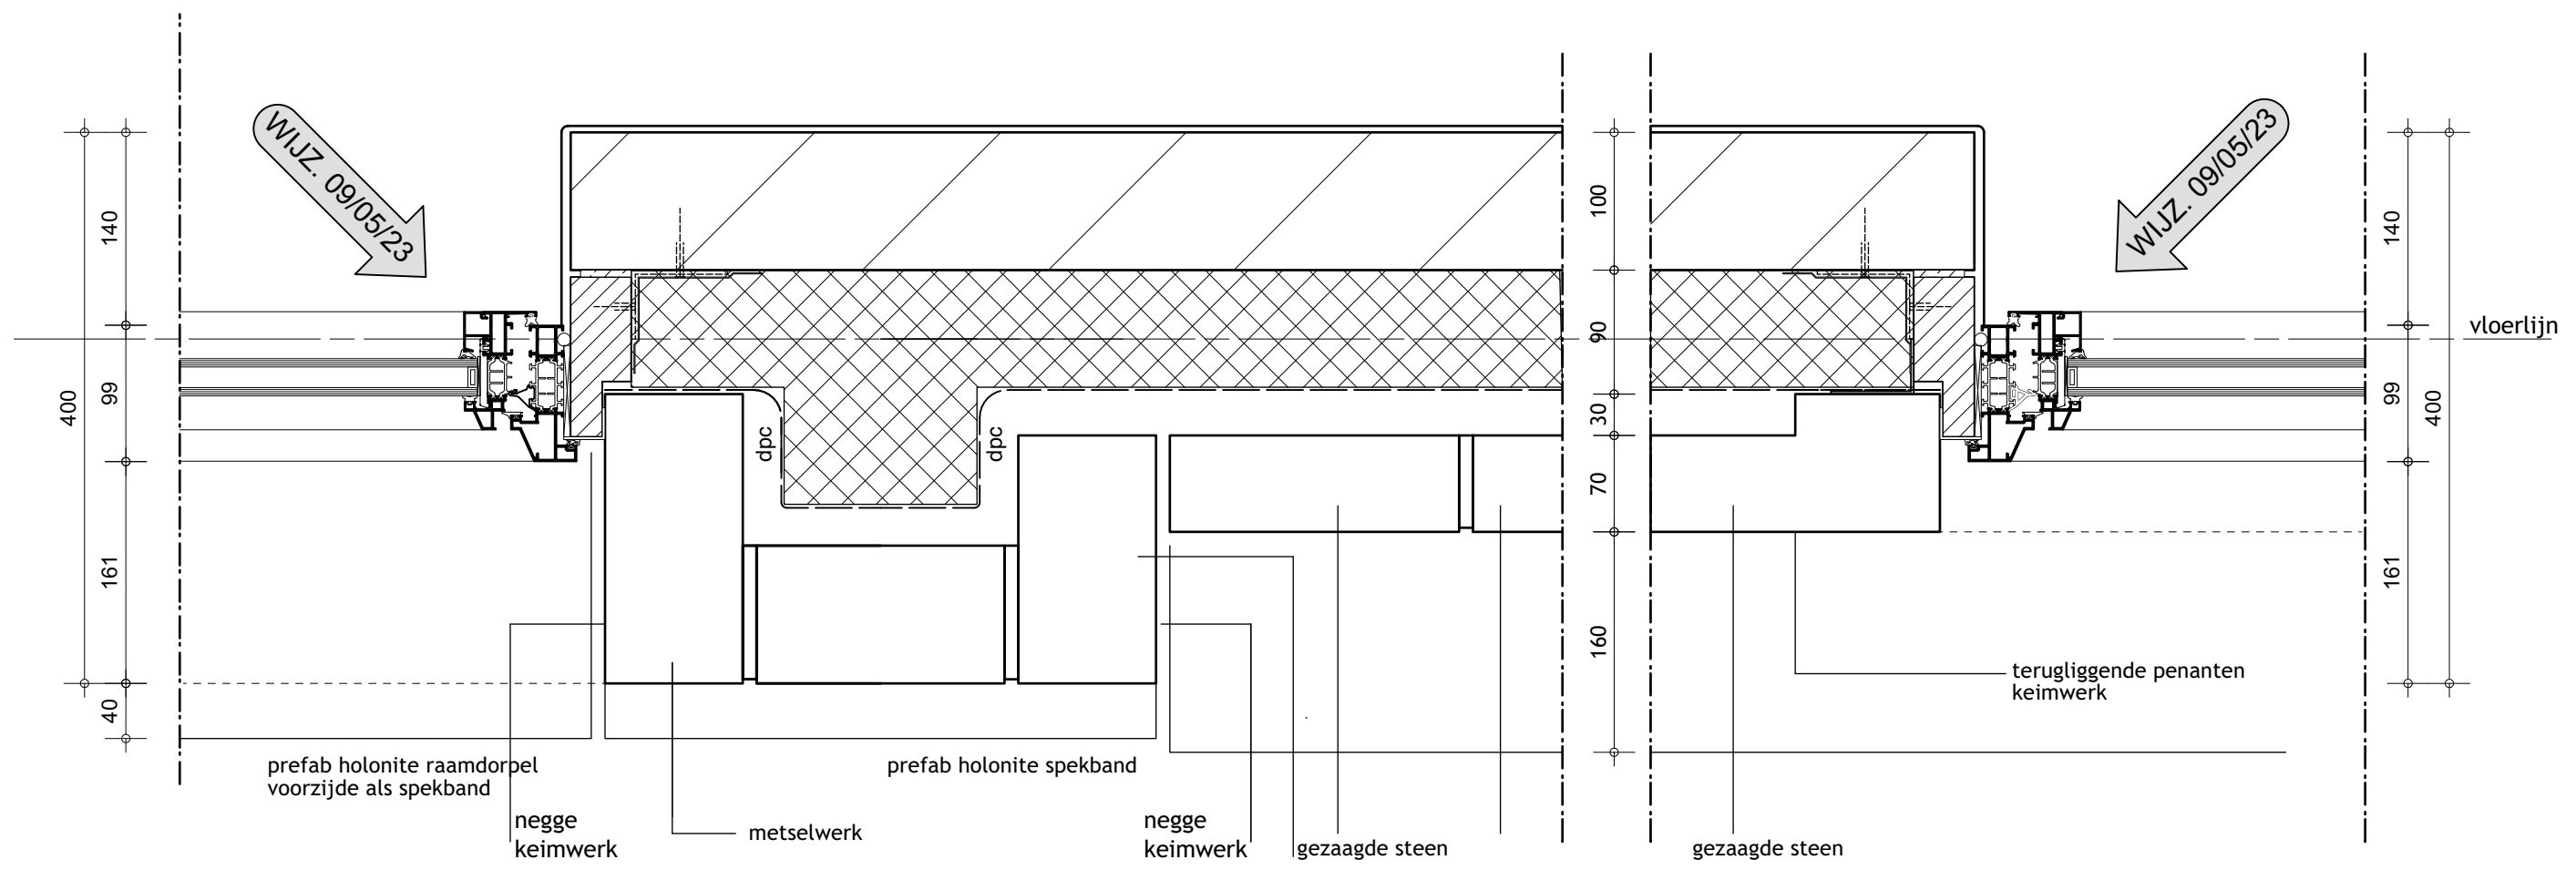 WIJZ. 09/05/23
WIJZ. 09/05/23
140
99
400
161
40
100
90
30
70
160
140
99
400
161
vloerlijn
dpc
dpc
terugliggende penanten
keimwerk
prefab holonite raamdorpel
voorzijde als spekband
prefab holonite spekband
negge
keimwerk
metselwerk
negge
keimwerk
gezaagde steen
gezaagde steen